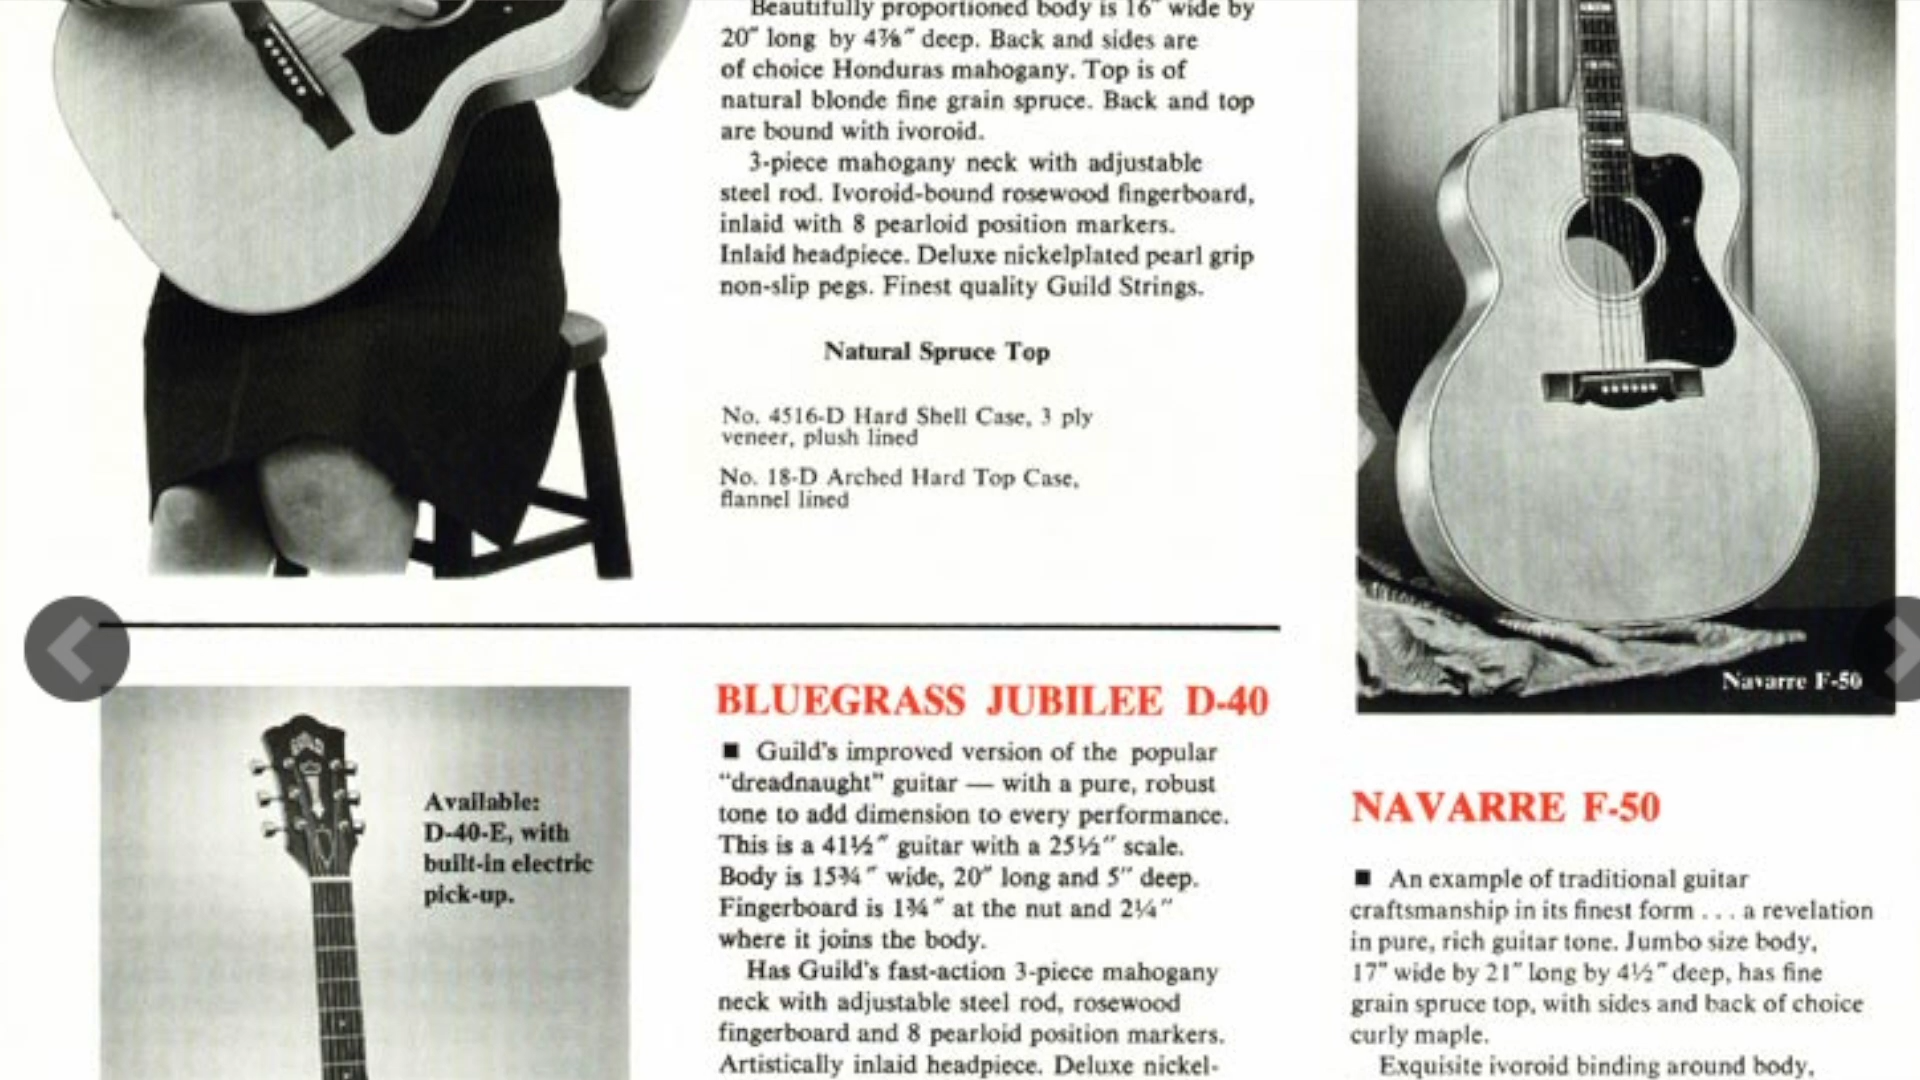 Beautifully proportioned body is 16″ wide by
20″ long by 4⅞″ deep. Back and sides are
of choice Honduras mahogany. Top is of
natural blonde fine grain spruce. Back and top
are bound with ivoroid.
3-piece mahogany neck with adjustable
steel rod. Ivoroid-bound rosewood fingerboard,
inlaid with 8 pearloid position markers.
Inlaid headpiece. Deluxe nickelplated pearl grip
non-slip pegs. Finest quality Guild Strings.
Natural Spruce Top
No. 4516-D Hard Shell Case, 3 ply
veneer, plush lined
No. 18-D Arched Hard Top Case,
flannel lined
Available:
D-40-E, with
built-in electric
pick-up.
BLUEGRASS JUBILEE D-40
■ Guild's improved version of the popular
“dreadnaught” guitar — with a pure, robust
tone to add dimension to every performance.
This is a 41½″ guitar with a 25½″ scale.
Body is 15¾″ wide, 20″ long and 5″ deep.
Fingerboard is 1¾″ at the nut and 2¼″
where it joins the body.
Has Guild's fast-action 3-piece mahogany
neck with adjustable steel rod, rosewood
fingerboard and 8 pearloid position markers.
Artistically inlaid headpiece. Deluxe nickel-
Navarre F-50
NAVARRE F-50
■ An example of traditional guitar
craftsmanship in its finest form . . . a revelation
in pure, rich guitar tone. Jumbo size body,
17″ wide by 21″ long by 4½″ deep, has fine
grain spruce top, with sides and back of choice
curly maple.
Exquisite ivoroid binding around body,